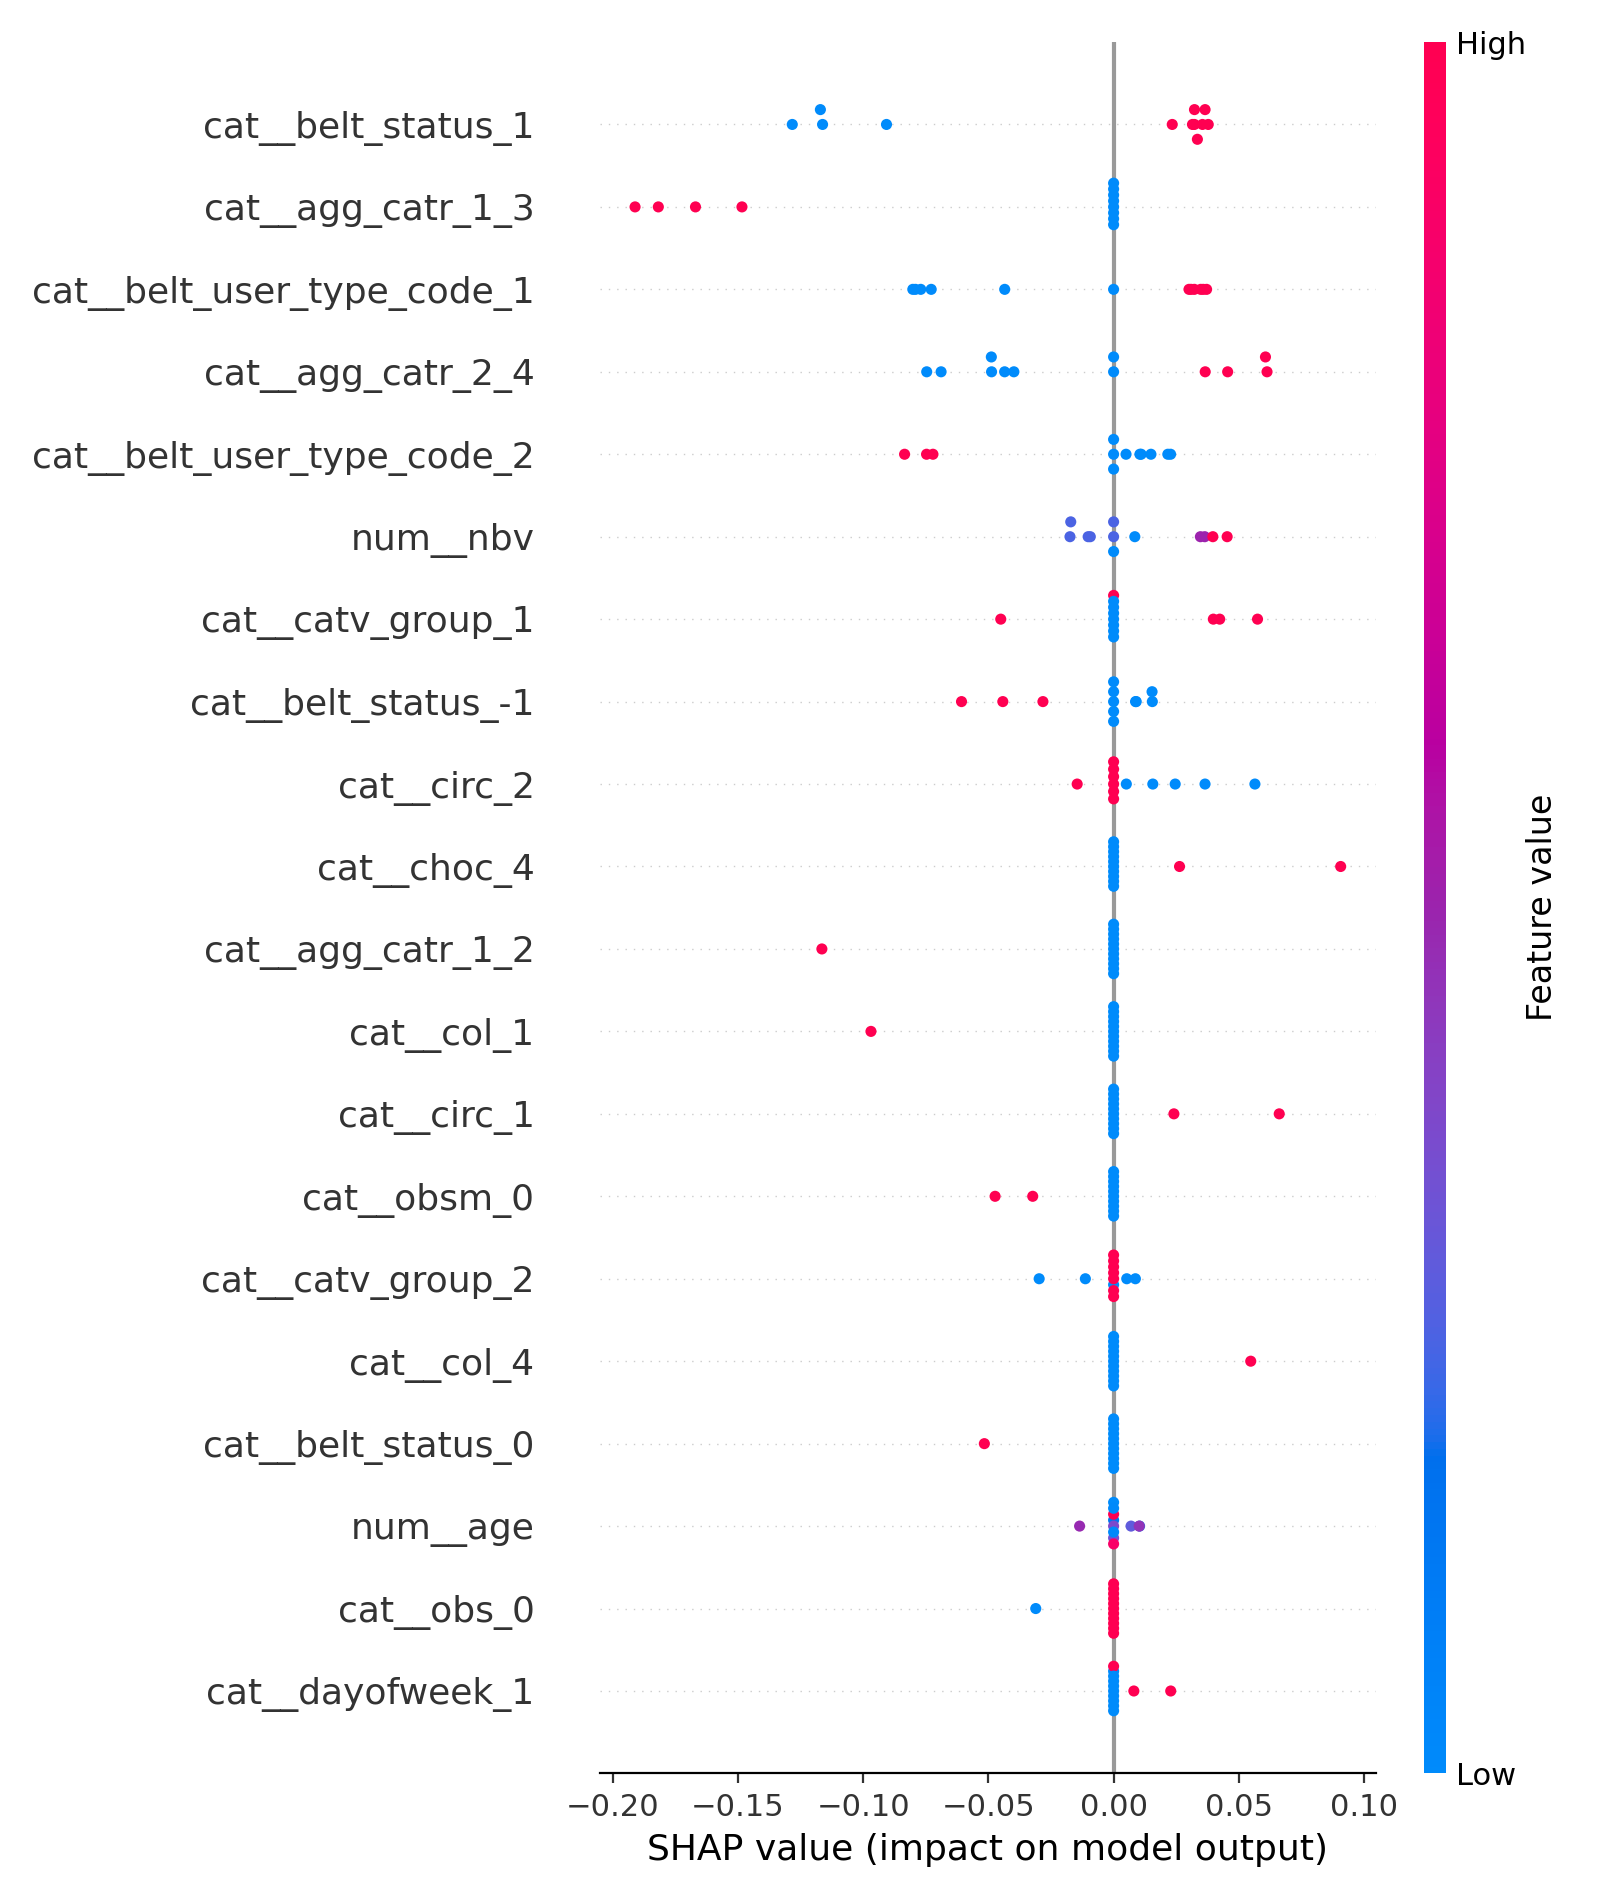 High
cat__belt_status_1
cat__agg_catr_1_3
cat__belt_user_type_code_1
cat__agg_catr_2_4
cat__belt_user_type_code_2
num__nbv
cat__catv_group_1
cat__belt_status_-1
cat__circ_2
cat__choc_4
cat__agg_catr_1_2
cat__col_1
cat__circ_1
cat__obsm_0
cat__catv_group_2
cat__col_4
cat__belt_status_0
num__age
cat__obs_0
cat__dayofweek_1
Feature value
Low
−0.20 −0.15 −0.10 −0.05 0.00 0.05 0.10
SHAP value (impact on model output)